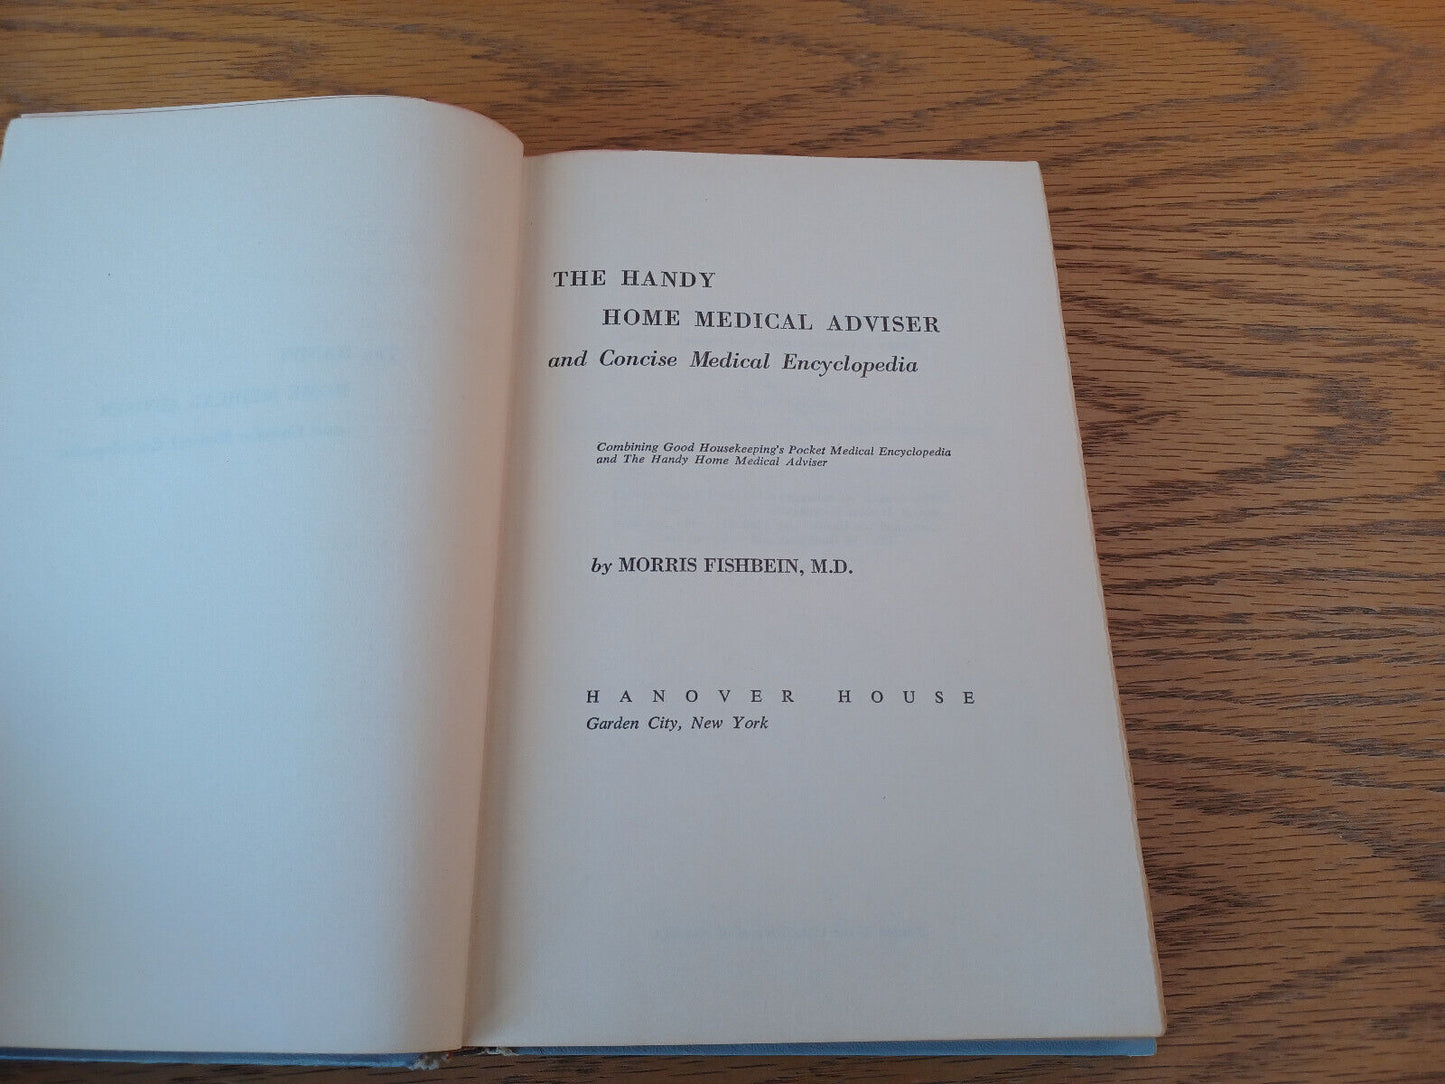 THE HANDY
HOME MEDICAL ADVISER
and Concise Medical Encyclopedia
Combining Good Housekeeping's Pocket Medical Encyclopedia
and The Handy Home Medical Adviser
by MORRIS FISHBEIN, M.D.
HANOVER HOUSE
Garden City, New York